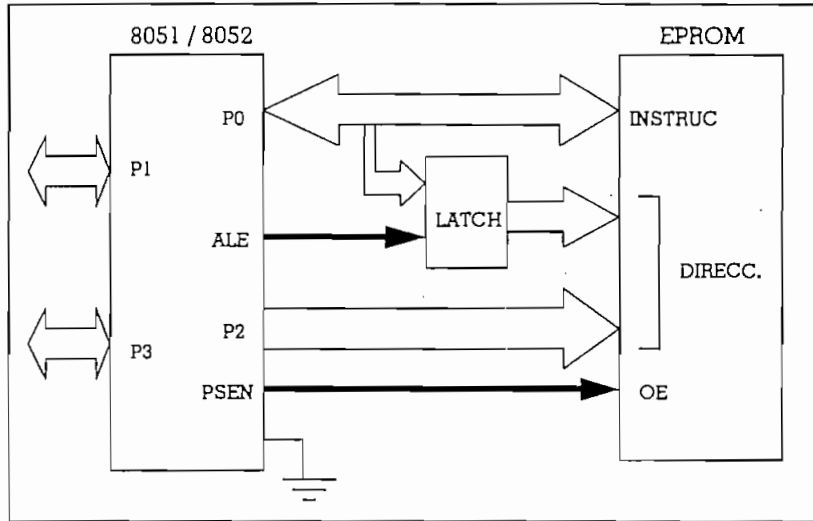 8051 / 8052
EPROM
P0
INSTRUC
P1
LATCH
ALE
DIRECC.
P2
P3
PSEN
OE